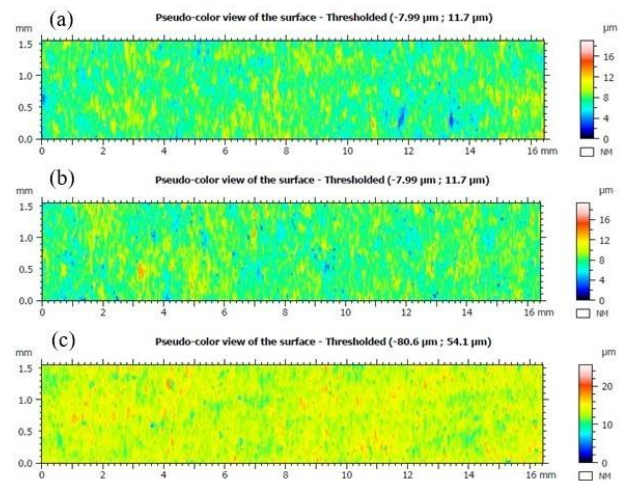 (a)
Pseudo-color view of the surface - Thresholded (-7.99 µm ; 11.7 µm)
mm
1.5
1.0
0.5
0.0
0 2 4 6 8 10 12 14 16 mm
µm
16
12
8
4
0
NM
(b)
Pseudo-color view of the surface - Thresholded (-7.99 µm ; 11.7 µm)
mm
1.5
1.0
0.5
0.0
0 2 4 6 8 10 12 14 16 mm
µm
16
12
8
4
0
NM
(c)
Pseudo-color view of the surface - Thresholded (-80.6 µm ; 54.1 µm)
mm
1.5
1.0
0.5
0.0
0 2 4 6 8 10 12 14 16 mm
µm
20
10
0
NM